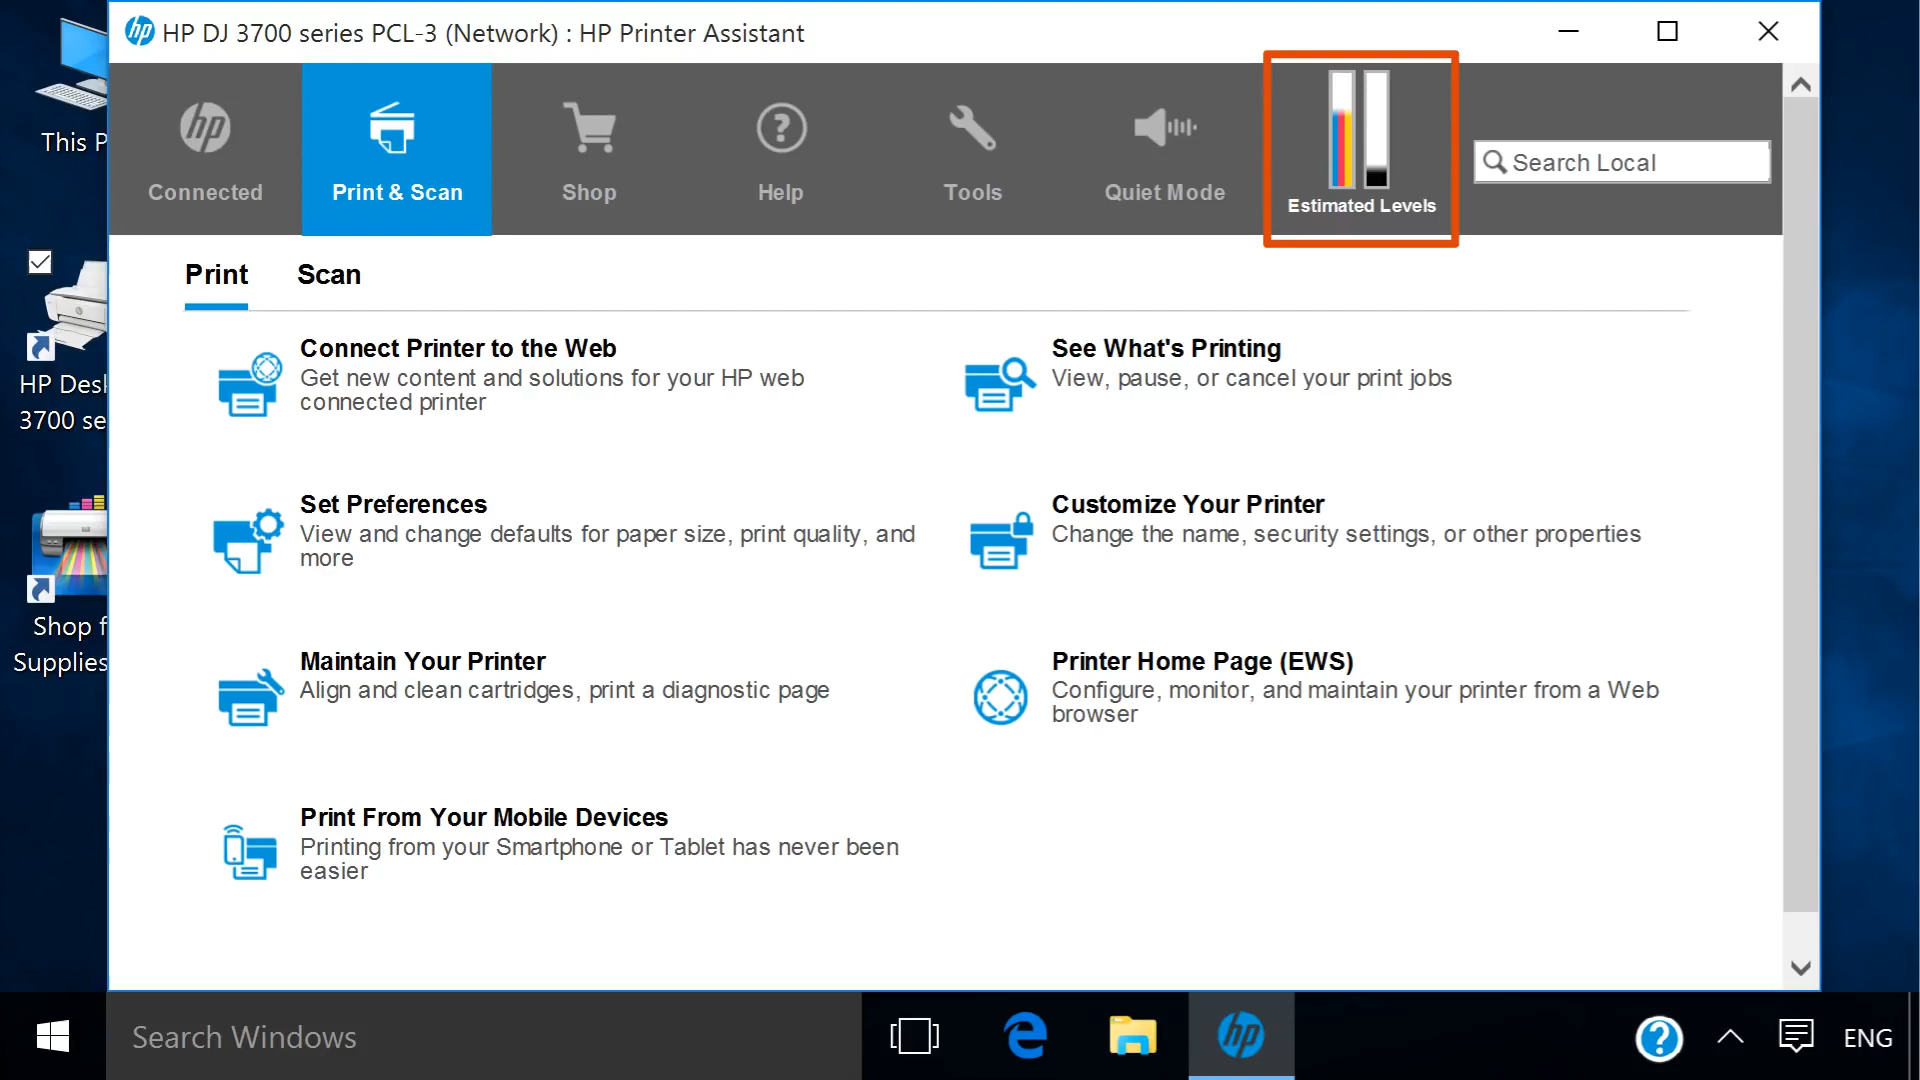 HP DJ 3700 series PCL-3 (Network) : HP Printer Assistant
This P
HP Desk
3700 se
Shop f
Supplies
Connected
Print & Scan
Shop
Help
Tools
Quiet Mode
Estimated Levels
Search Local
Print
Scan
Connect Printer to the Web
Get new content and solutions for your HP web
connected printer
See What's Printing
View, pause, or cancel your print jobs
Set Preferences
View and change defaults for paper size, print quality, and
more
Customize Your Printer
Change the name, security settings, or other properties
Maintain Your Printer
Align and clean cartridges, print a diagnostic page
Printer Home Page (EWS)
Configure, monitor, and maintain your printer from a Web
browser
Print From Your Mobile Devices
Printing from your Smartphone or Tablet has never been
easier
Search Windows
ENG